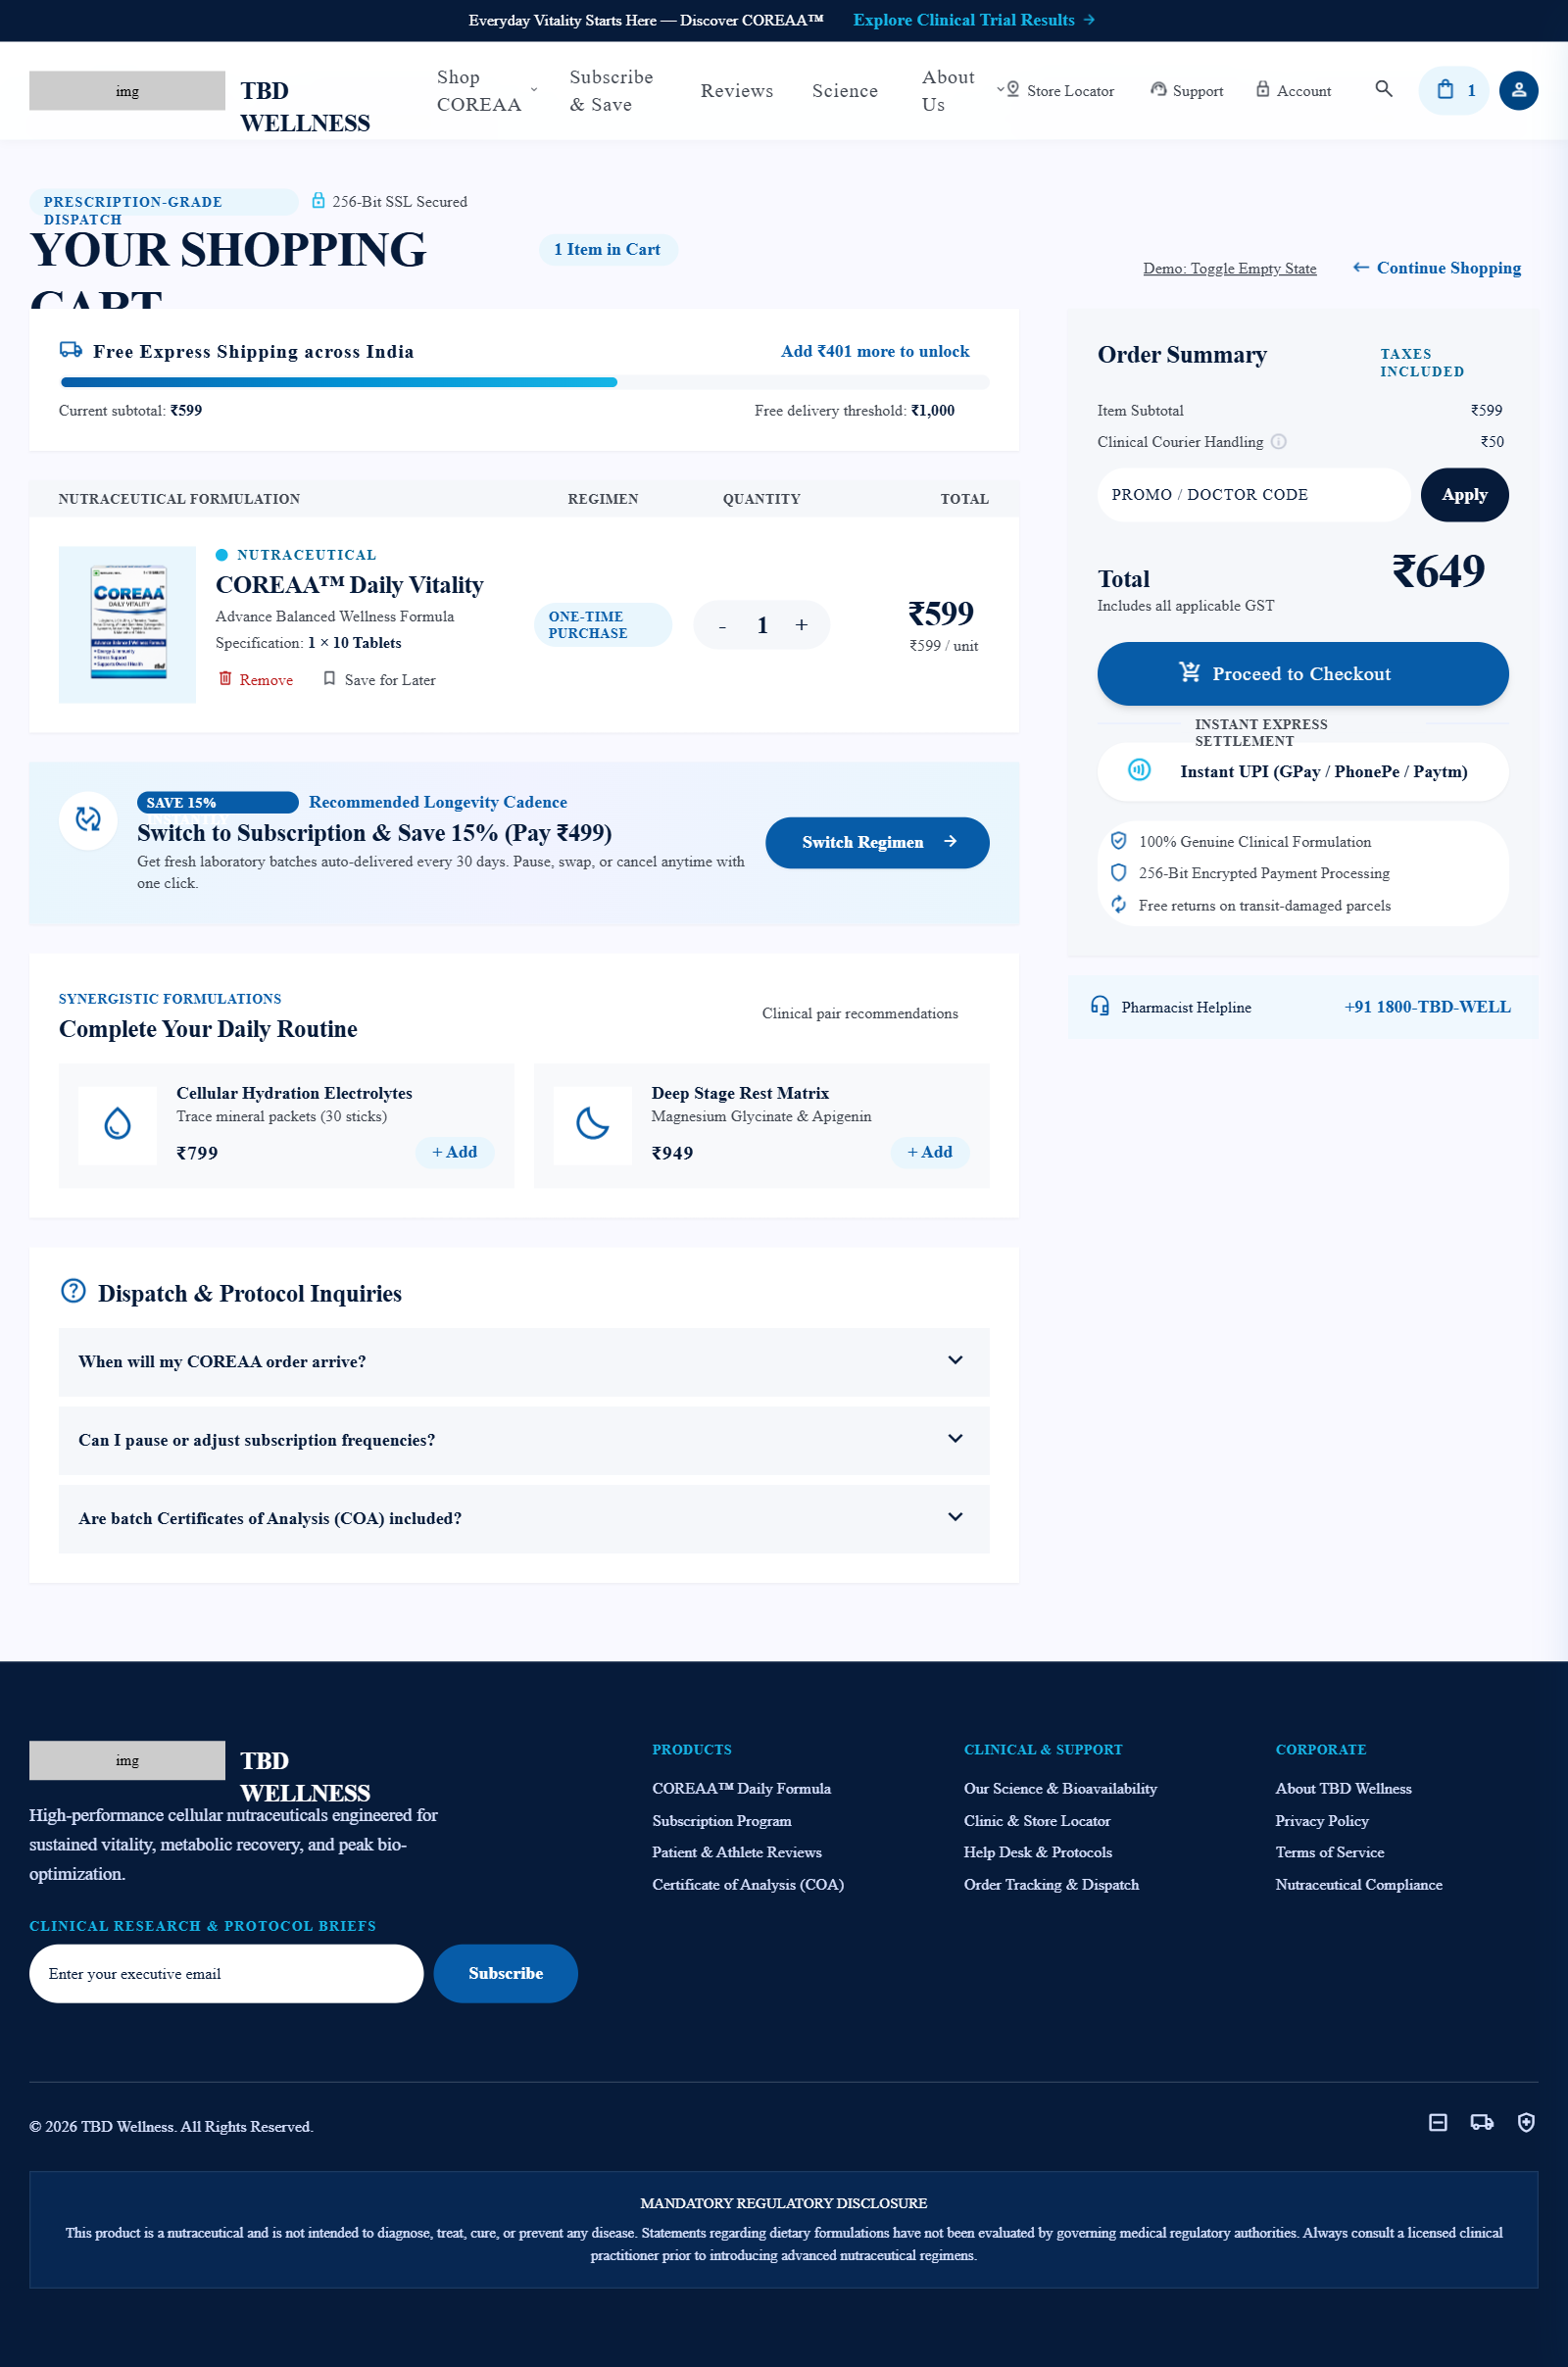 Everyday Vitality Starts Here — Discover COREAA™ Explore Clinical Trial Results →
img
TBD
WELLNESS
Shop
COREAA
Subscribe
& Save
Reviews
Science
About
Us
Store Locator
Support
Account
1
PRESCRIPTION-GRADE
DISPATCH
256-Bit SSL Secured
YOUR SHOPPING
CART
1 Item in Cart
Demo: Toggle Empty State
← Continue Shopping
Free Express Shipping across India
Add ₹401 more to unlock
Current subtotal: ₹599
Free delivery threshold: ₹1,000
NUTRACEUTICAL FORMULATION REGIMEN QUANTITY TOTAL
COREAA™
DAILY VITALITY
Advance Balanced Wellness Formula
• Energy & Immunity
• Stress Support
• Supports Overall Health
NUTRACEUTICAL
COREAA™ Daily Vitality
Advance Balanced Wellness Formula
Specification: 1 × 10 Tablets
Remove
Save for Later
ONE-TIME
PURCHASE
- 1 +
₹599
₹599 / unit
SAVE 15%
INSTANTLY
Recommended Longevity Cadence
Switch to Subscription & Save 15% (Pay ₹499)
Get fresh laboratory batches auto-delivered every 30 days. Pause, swap, or cancel anytime with
one click.
Switch Regimen →
SYNERGISTIC FORMULATIONS
Complete Your Daily Routine
Clinical pair recommendations
Cellular Hydration Electrolytes
Trace mineral packets (30 sticks)
₹799
+ Add
Deep Stage Rest Matrix
Magnesium Glycinate & Apigenin
₹949
+ Add
Dispatch & Protocol Inquiries
When will my COREAA order arrive?
Can I pause or adjust subscription frequencies?
Are batch Certificates of Analysis (COA) included?
Order Summary
TAXES
INCLUDED
Item Subtotal ₹599
Clinical Courier Handling ₹50
PROMO / DOCTOR CODE
Apply
Total
₹649
Includes all applicable GST
Proceed to Checkout
INSTANT EXPRESS
SETTLEMENT
Instant UPI (GPay / PhonePe / Paytm)
100% Genuine Clinical Formulation
256-Bit Encrypted Payment Processing
Free returns on transit-damaged parcels
Pharmacist Helpline
+91 1800-TBD-WELL
img
TBD
WELLNESS
High-performance cellular nutraceuticals engineered for
sustained vitality, metabolic recovery, and peak bio-
optimization.
CLINICAL RESEARCH & PROTOCOL BRIEFS
Enter your executive email
Subscribe
PRODUCTS
COREAA™ Daily Formula
Subscription Program
Patient & Athlete Reviews
Certificate of Analysis (COA)
CLINICAL & SUPPORT
Our Science & Bioavailability
Clinic & Store Locator
Help Desk & Protocols
Order Tracking & Dispatch
CORPORATE
About TBD Wellness
Privacy Policy
Terms of Service
Nutraceutical Compliance
© 2026 TBD Wellness. All Rights Reserved.
MANDATORY REGULATORY DISCLOSURE
This product is a nutraceutical and is not intended to diagnose, treat, cure, or prevent any disease. Statements regarding dietary formulations have not been evaluated by governing medical regulatory authorities. Always consult a licensed clinical
practitioner prior to introducing advanced nutraceutical regimens.